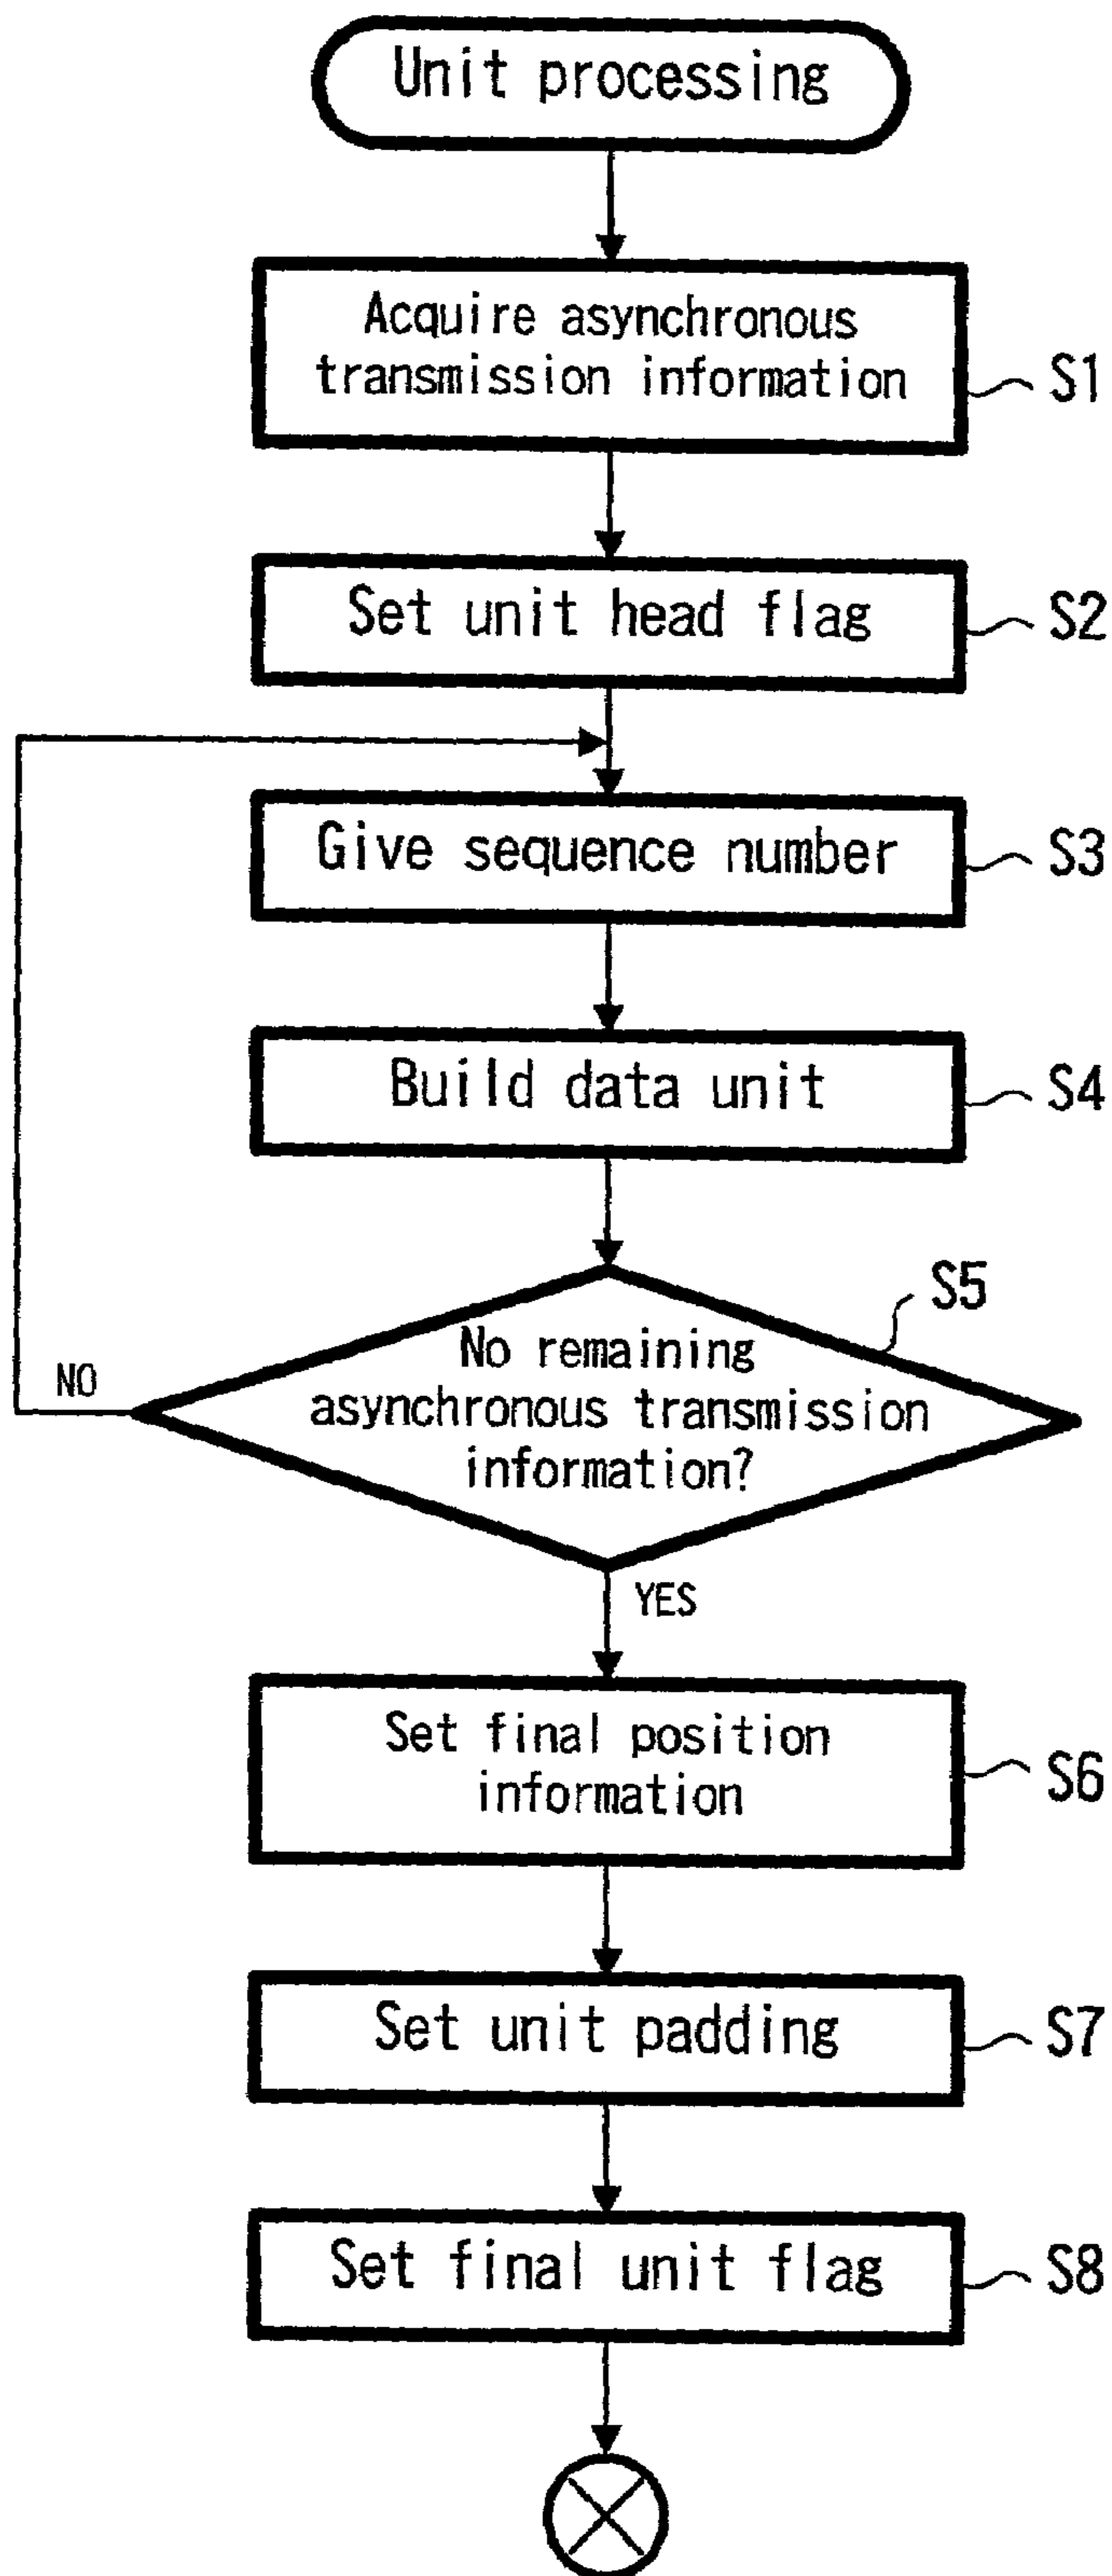 Unit processing
Acquire asynchronous
transmission information
S1
Set unit head flag
S2
Give sequence number
S3
Build data unit
S4
S5
No remaining
asynchronous transmission
information?
NO
YES
Set final position
information
S6
Set unit padding
S7
Set final unit flag
S8